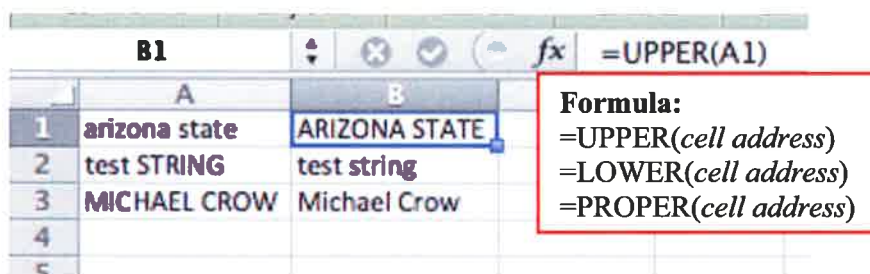 B1 fx =UPPER(A1)
A B
1 arizona state ARIZONA STATE
2 test STRING test string
3 MICHAEL CROW Michael Crow
4
5
Formula:
=UPPER(cell address)
=LOWER(cell address)
=PROPER(cell address)